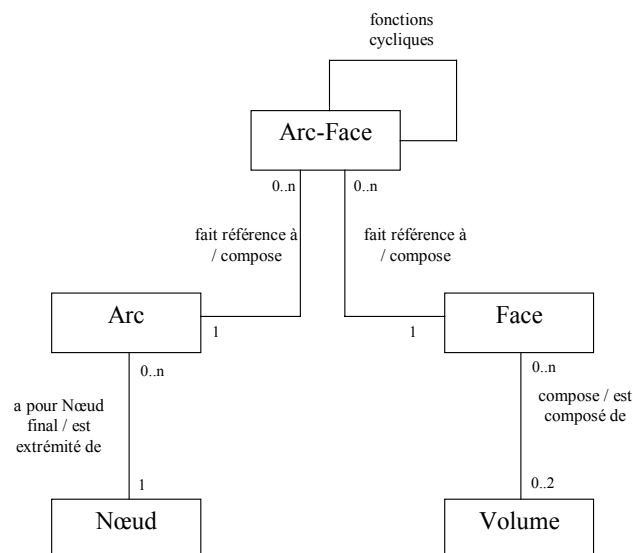 fonctions
cycliques
Arc-Face
0..n
0..n
fait référence à
/ compose
fait référence à
/ compose
Arc
1
1
Face
0..n
0..n
a pour Nœud
final / est
extrémité de
compose / est
composé de
1
0..2
Nœud
Volume